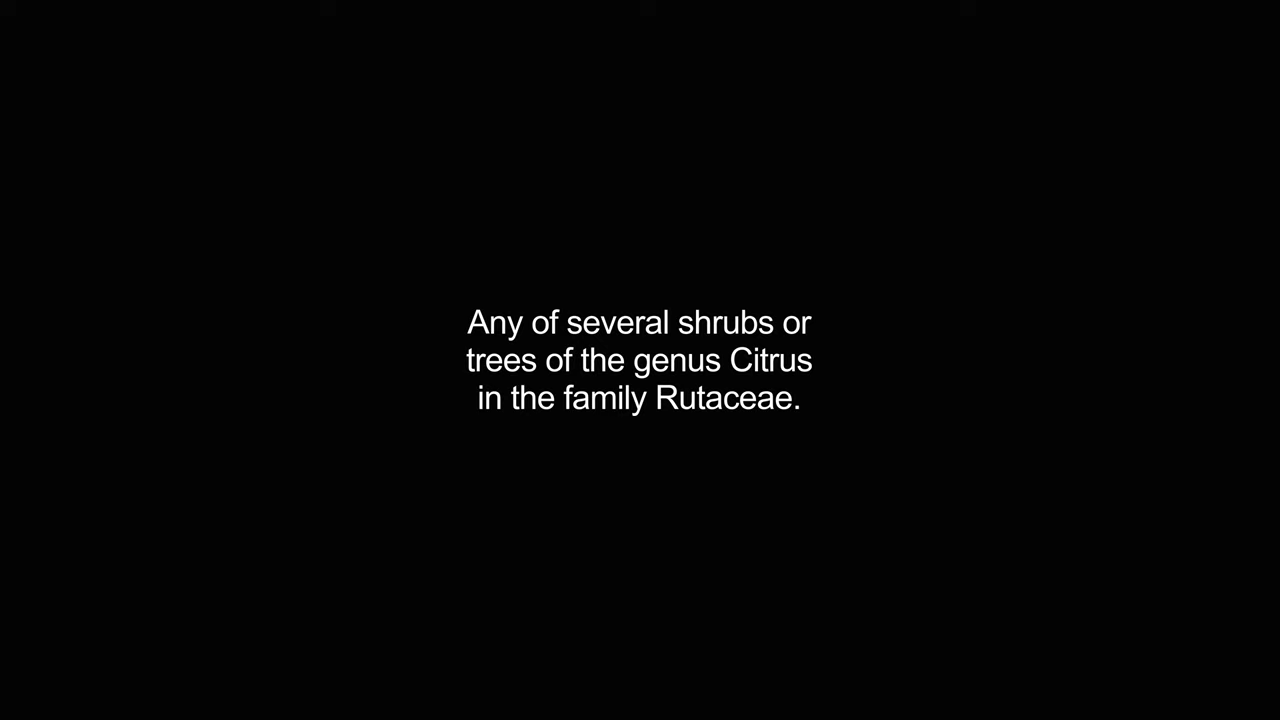 Any of several shrubs or
trees of the genus Citrus
in the family Rutaceae.